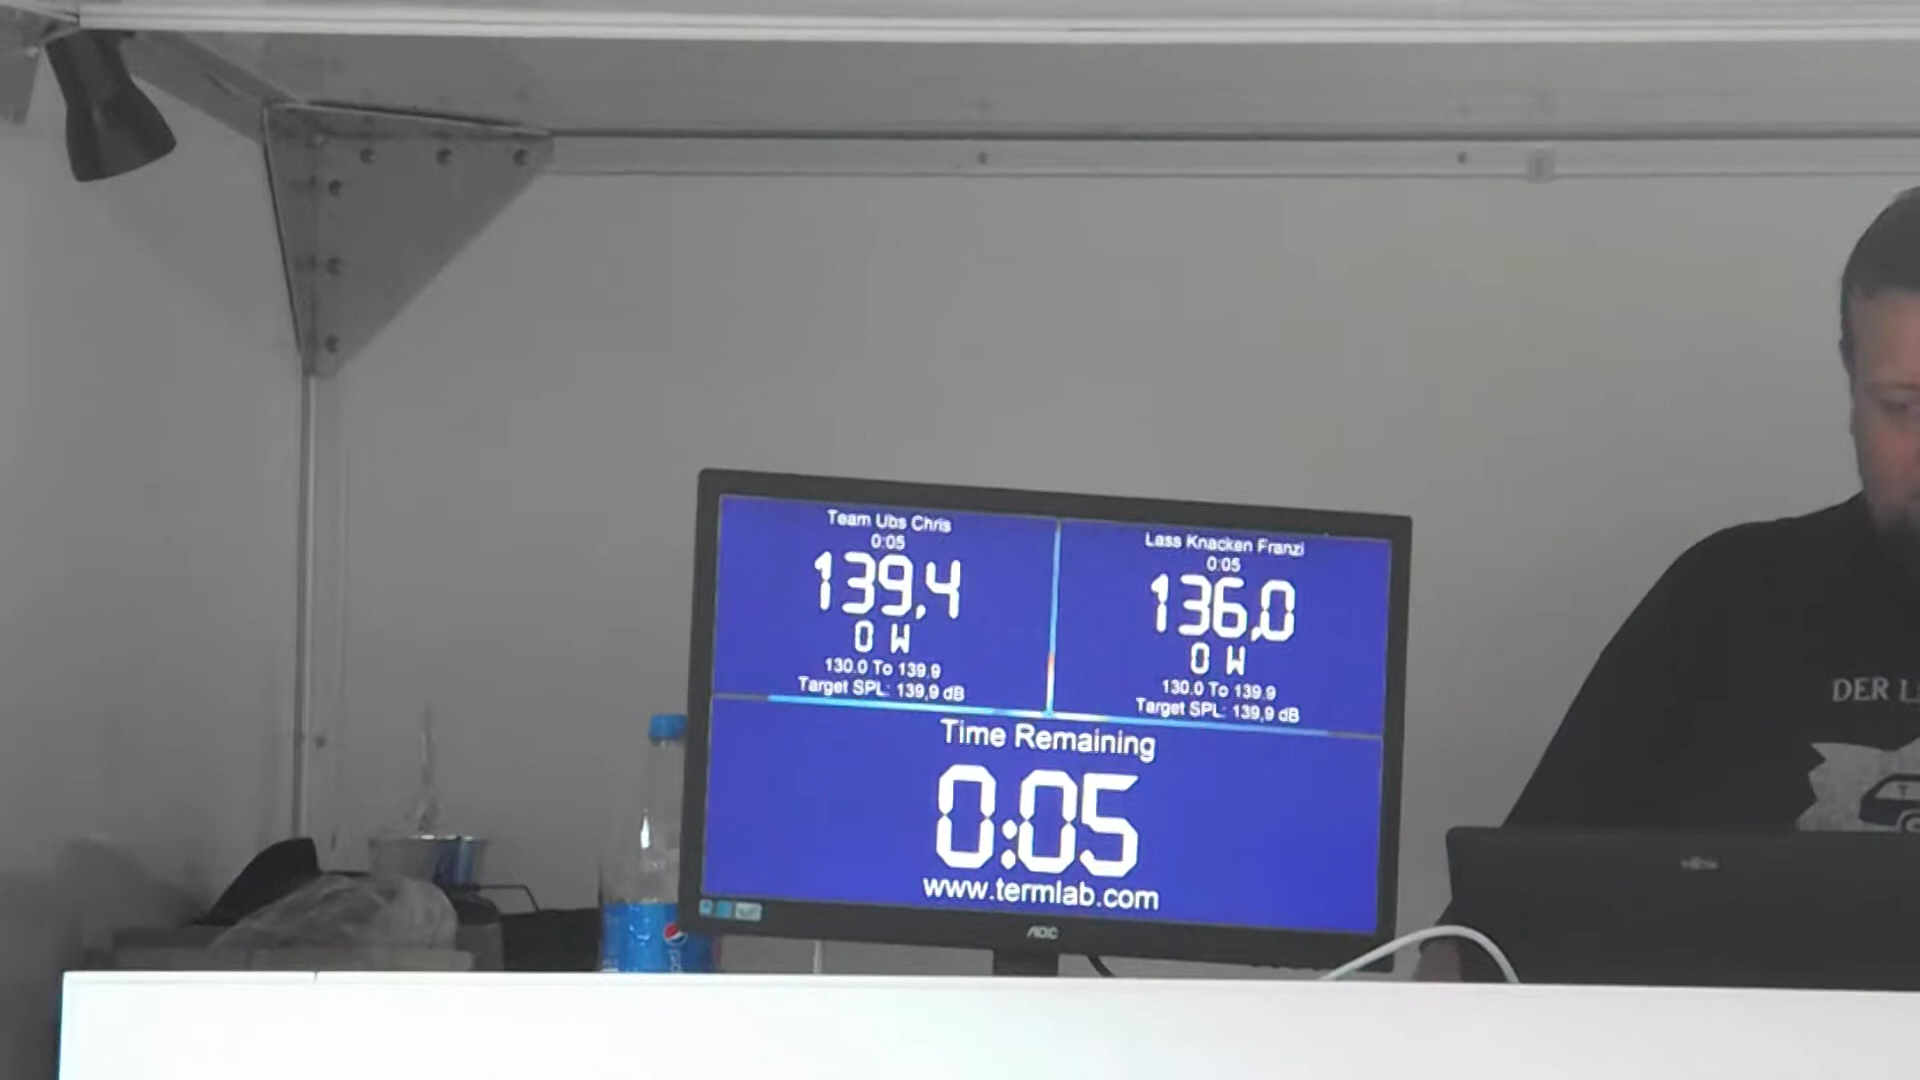 Team Ubs Chris
0:05
139,4
0 W
130.0 To 139.9
Target SPL: 139,9 dB
Lass Knacken Franzi
0:05
136,0
0 W
130.0 To 139.9
Target SPL: 139,9 dB
Time Remaining
0:05
www.termlab.com
AOC
DER L